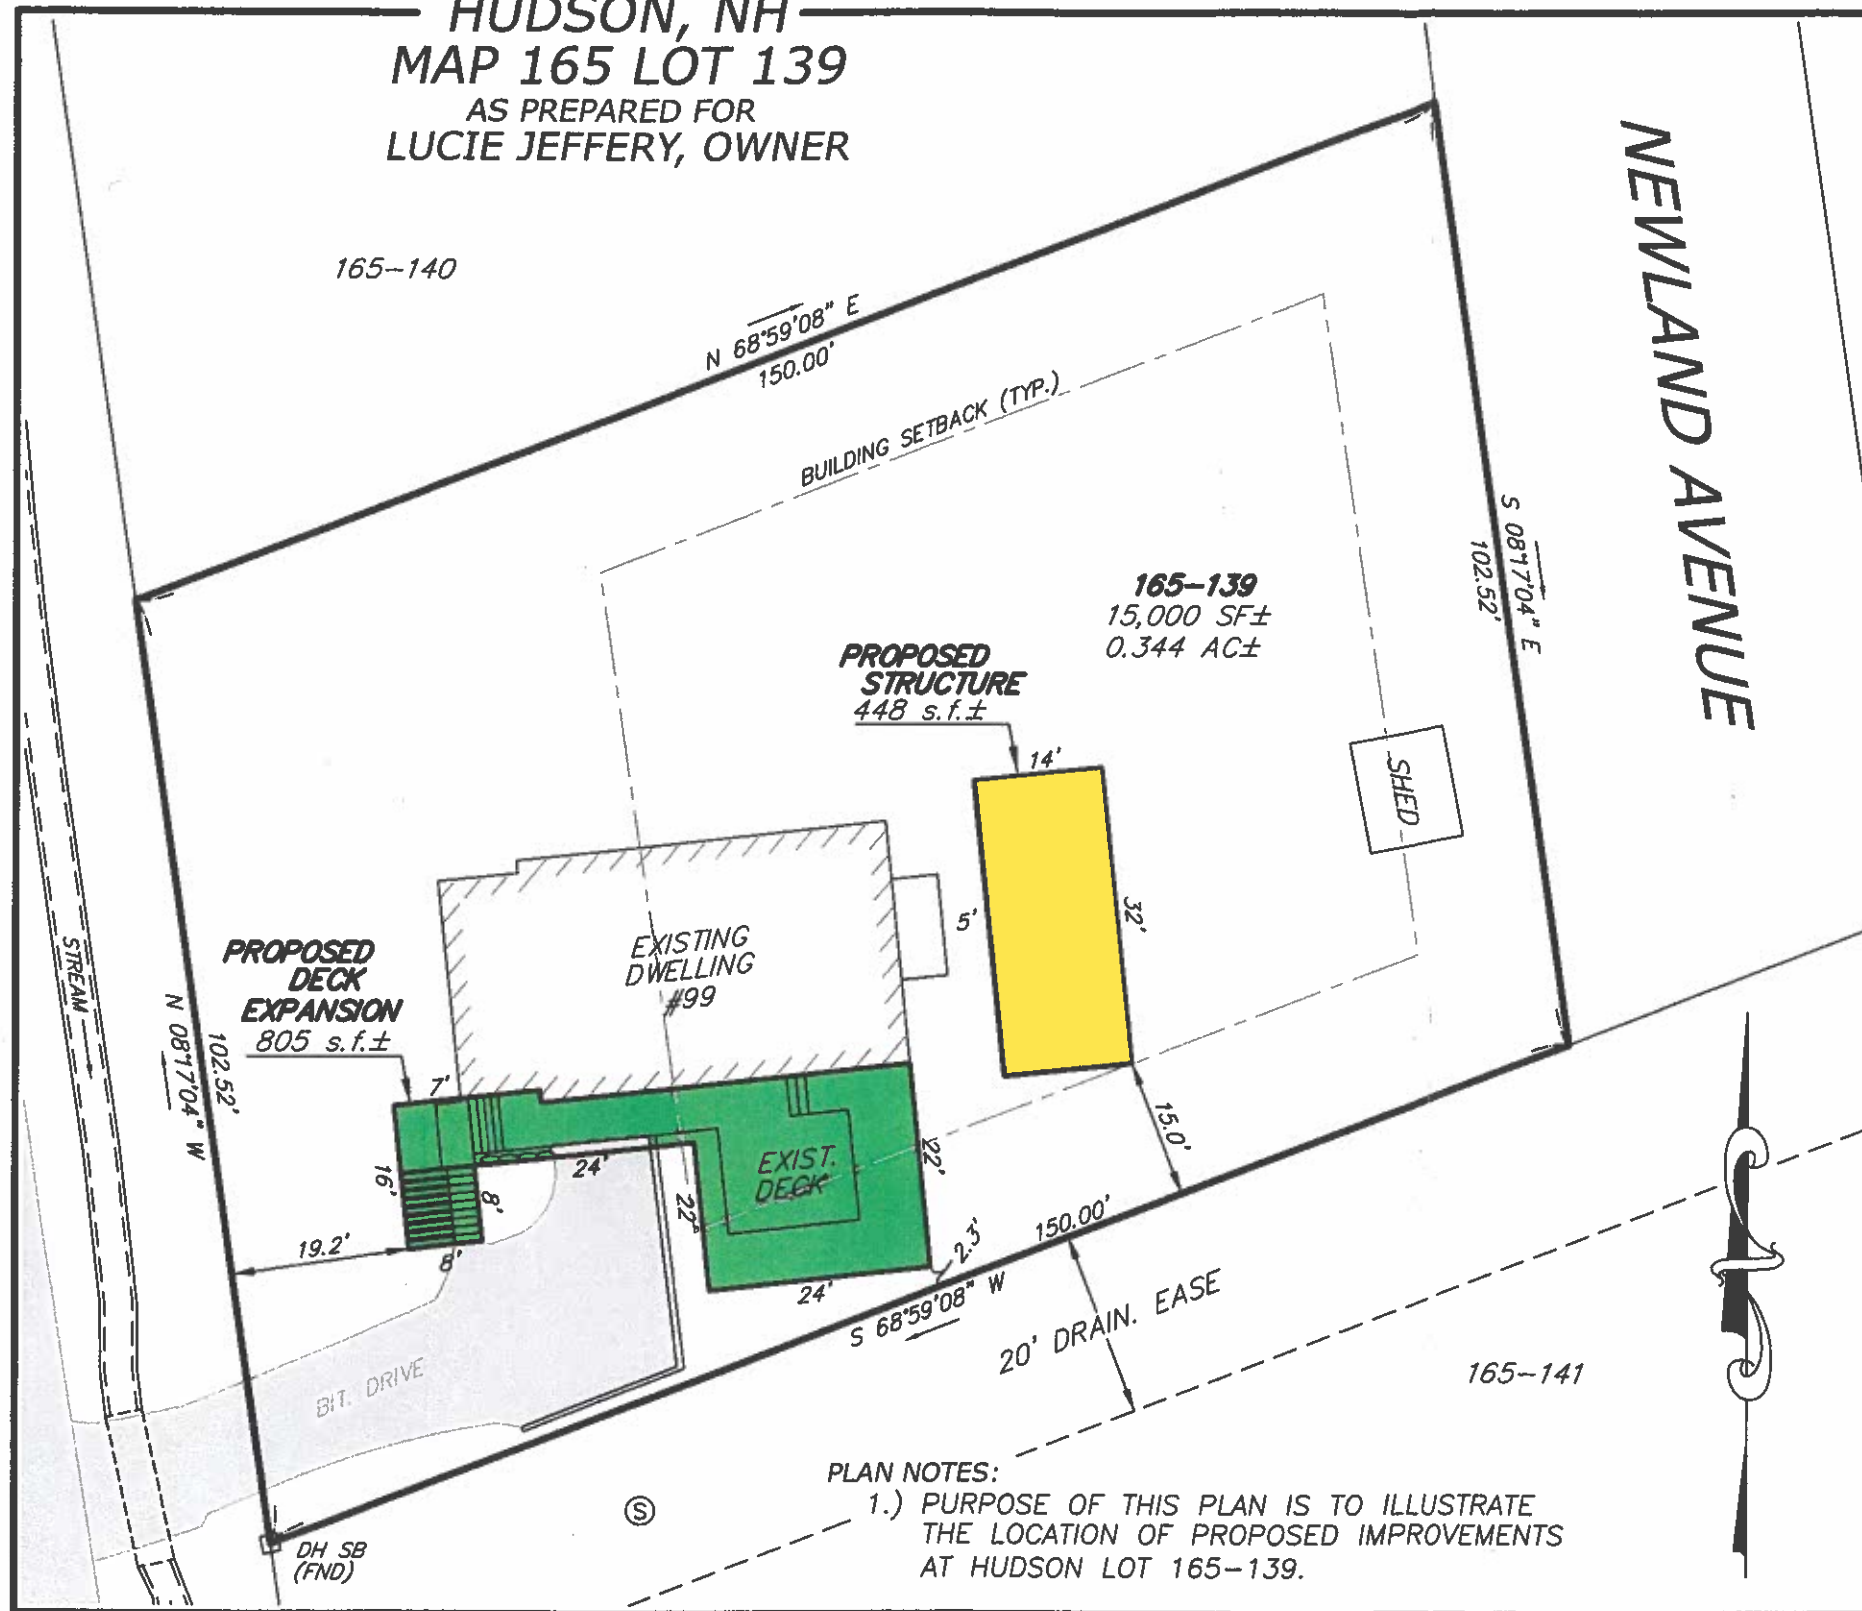 HUDSON, NH
MAP 165 LOT 139
AS PREPARED FOR
LUCIE JEFFERY, OWNER
165-140
N 68°59'08" E
150.00'
BUILDING SETBACK (TYP.)
NEWLAND AVENUE
S 08°17'04" E
102.52'
165-139
15,000 SF±
0.344 AC±
PROPOSED
STRUCTURE
448 s.f.±
14'
32'
5'
15.0'
SHED
EXISTING
DWELLING
#99
PROPOSED
DECK
EXPANSION
805 s.f.±
STREAM
N 08°17'04" W
102.52'
7'
16'
8'
8'
24'
22'
EXIST.
DECK
22'
24'
19.2'
2.3'
150.00'
S 68°59'08" W
20' DRAIN. EASE
165-141
BIT. DRIVE
S
DH SB
(FND)
PLAN NOTES:
1.) PURPOSE OF THIS PLAN IS TO ILLUSTRATE
THE LOCATION OF PROPOSED IMPROVEMENTS
AT HUDSON LOT 165-139.